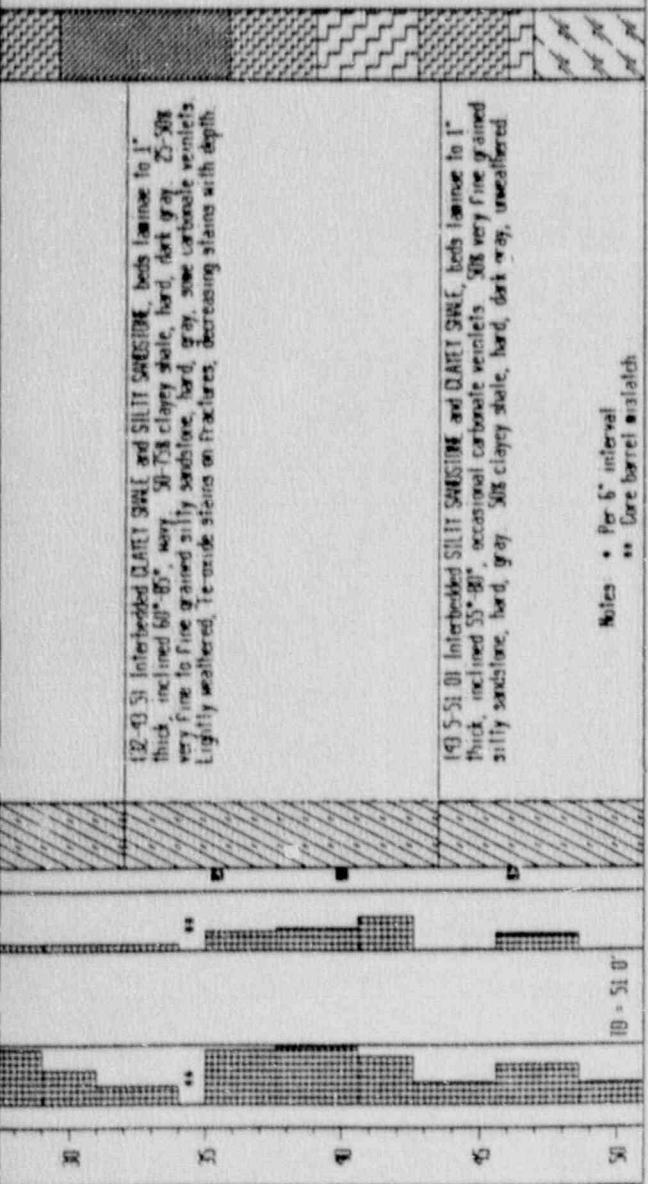 (32-43 5) Interbedded CLAYEY SHALE and SILTY SANDSTONE, beds laminae to 1"
thick, inclined 60°-85°, wavy. 50-75% clayey shale, hard, dark gray. 25-50%
very fine to fine grained silty sandstone, hard, gray, some carbonate veinlets.
Lightly weathered, Fe-oxide stains on fractures, decreasing stains with depth.
(43 5-51 0) Interbedded SILTY SANDSTONE and CLAYEY SHALE, beds laminae to 1"
thick, inclined 55°-80°, occasional carbonate veinlets. 50% very fine grained
silty sandstone, hard, gray. 50% clayey shale, hard, dark gray, unweathered
Notes * Per 6" interval
** Core barrel mislatch
**
TD = 51 0'
**
30
35
40
45
50